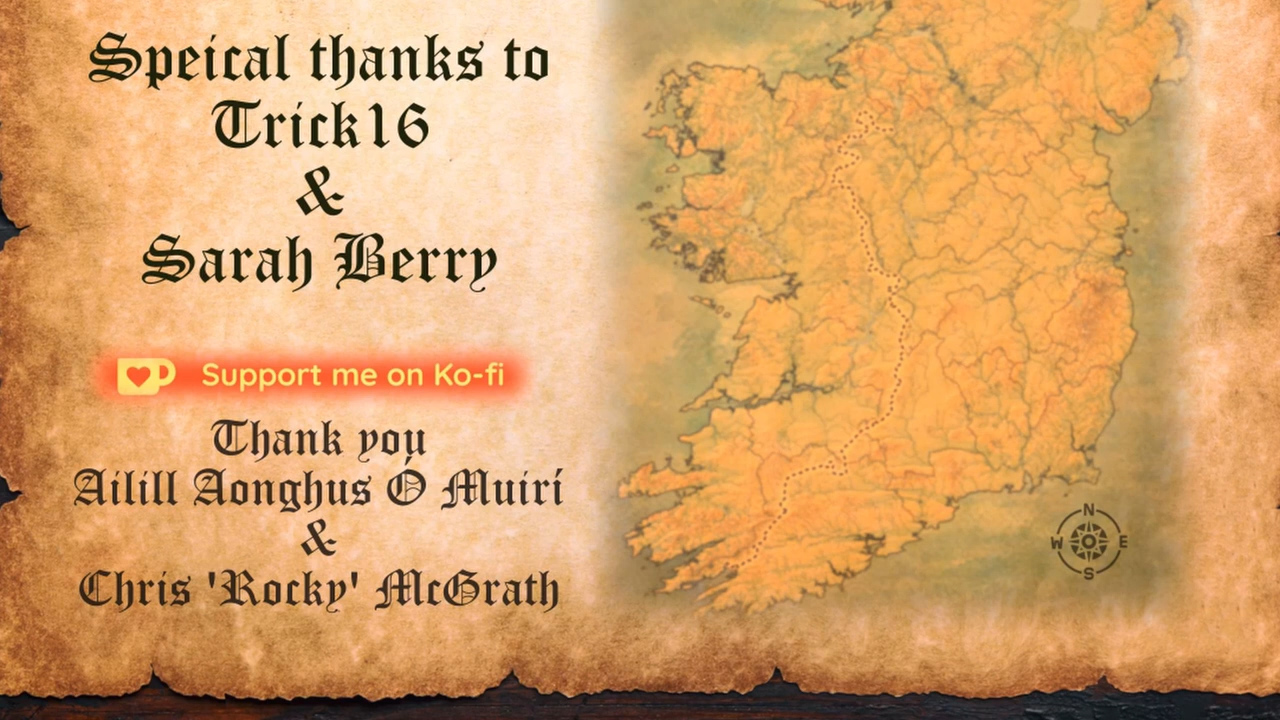 Speical thanks to
Trick16
&
Sarah Berry
Support me on Ko-fi
Thank you
Ailill Aonghus Ó Muirí
&
Chris 'Rocky' McGrath
N
W E
S